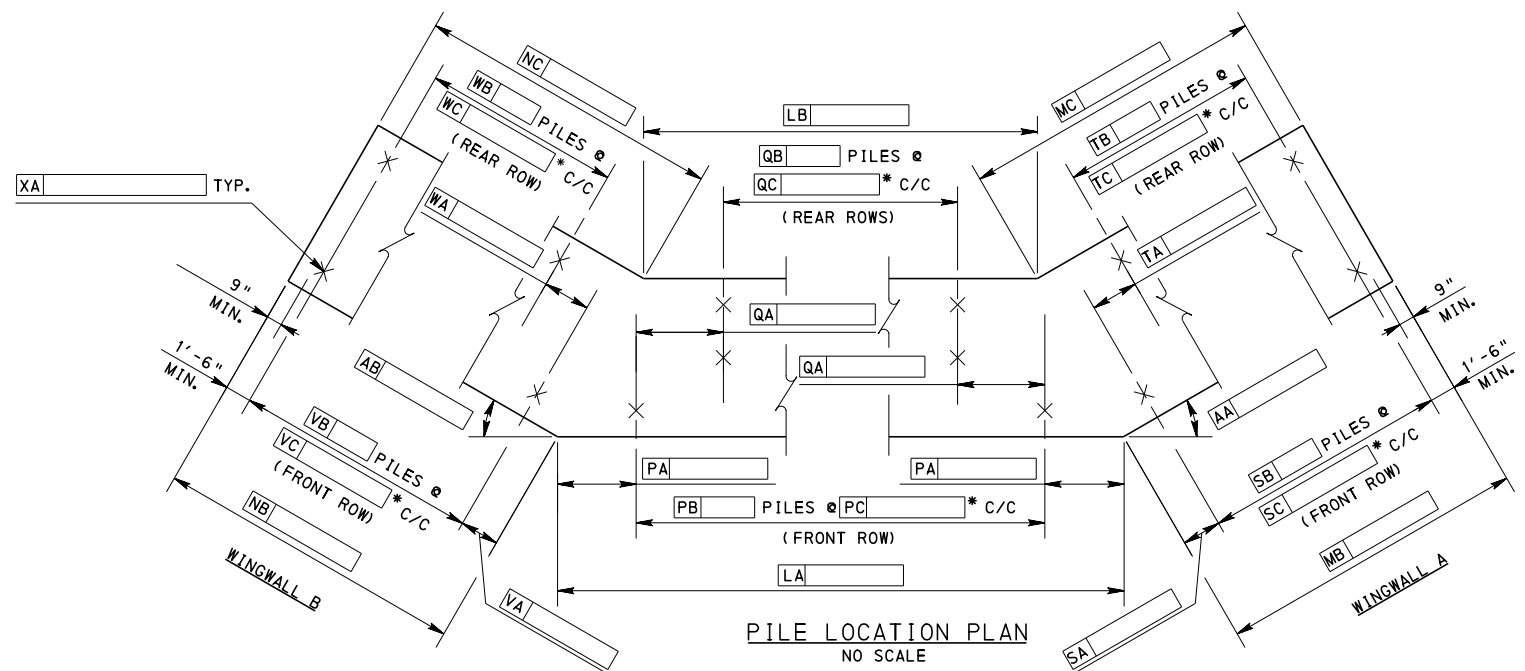 NC
WB PILES @
WC * C/C
(REAR ROW)
LB
QB PILES @
QC * C/C
(REAR ROWS)
MC
TB PILES @
TC * C/C
(REAR ROW)
XA TYP.
WA
TA
9"
MIN.
9"
MIN.
QA
QA
1'-6"
MIN.
1'-6"
MIN.
AB
AA
VB PILES @
VC * C/C
(FRONT ROW)
NB
WINGWALL B
VA
PA
PA
PB PILES @ PC * C/C
(FRONT ROW)
LA
SB PILES @
SC * C/C
(FRONT ROW)
MB
WINGWALL A
SA
PILE LOCATION PLAN
NO SCALE